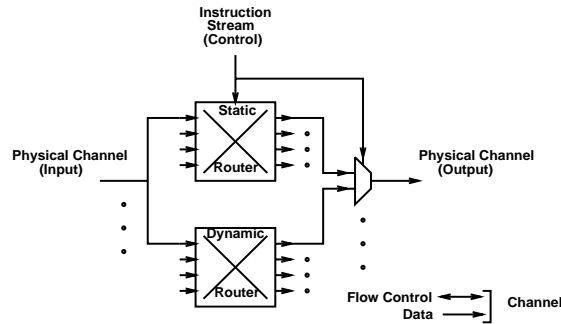 Instruction
Stream
(Control)
Static
Router
Physical Channel
(Input)
Physical Channel
(Output)
Dynamic
Router
Flow Control
Data
Channel